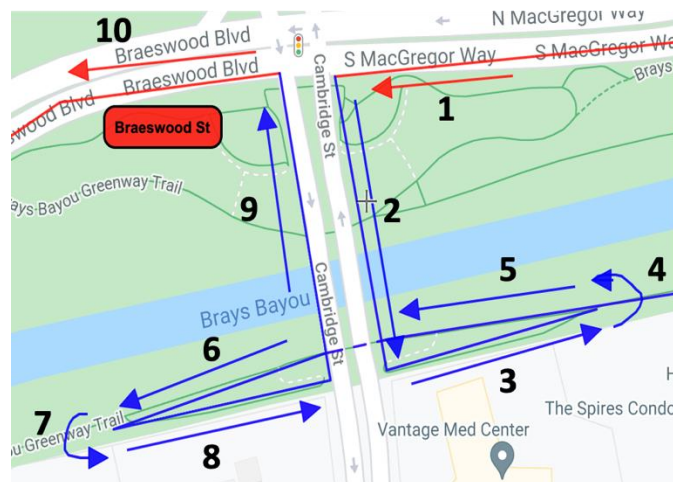 10
N MacGregor Way
Braeswood Blvd
S MacGregor Way
S MacGregor Wa
Braeswood Blvd
Brays
swood Blvd
Cambridge St
Braeswood St
1
ys Bayou Greenway Trail
9
2
Cambridge St
5
4
Brays Bayou
6
3
7
H
The Spires Condo
ou Greenway Trail
8
Vantage Med Center